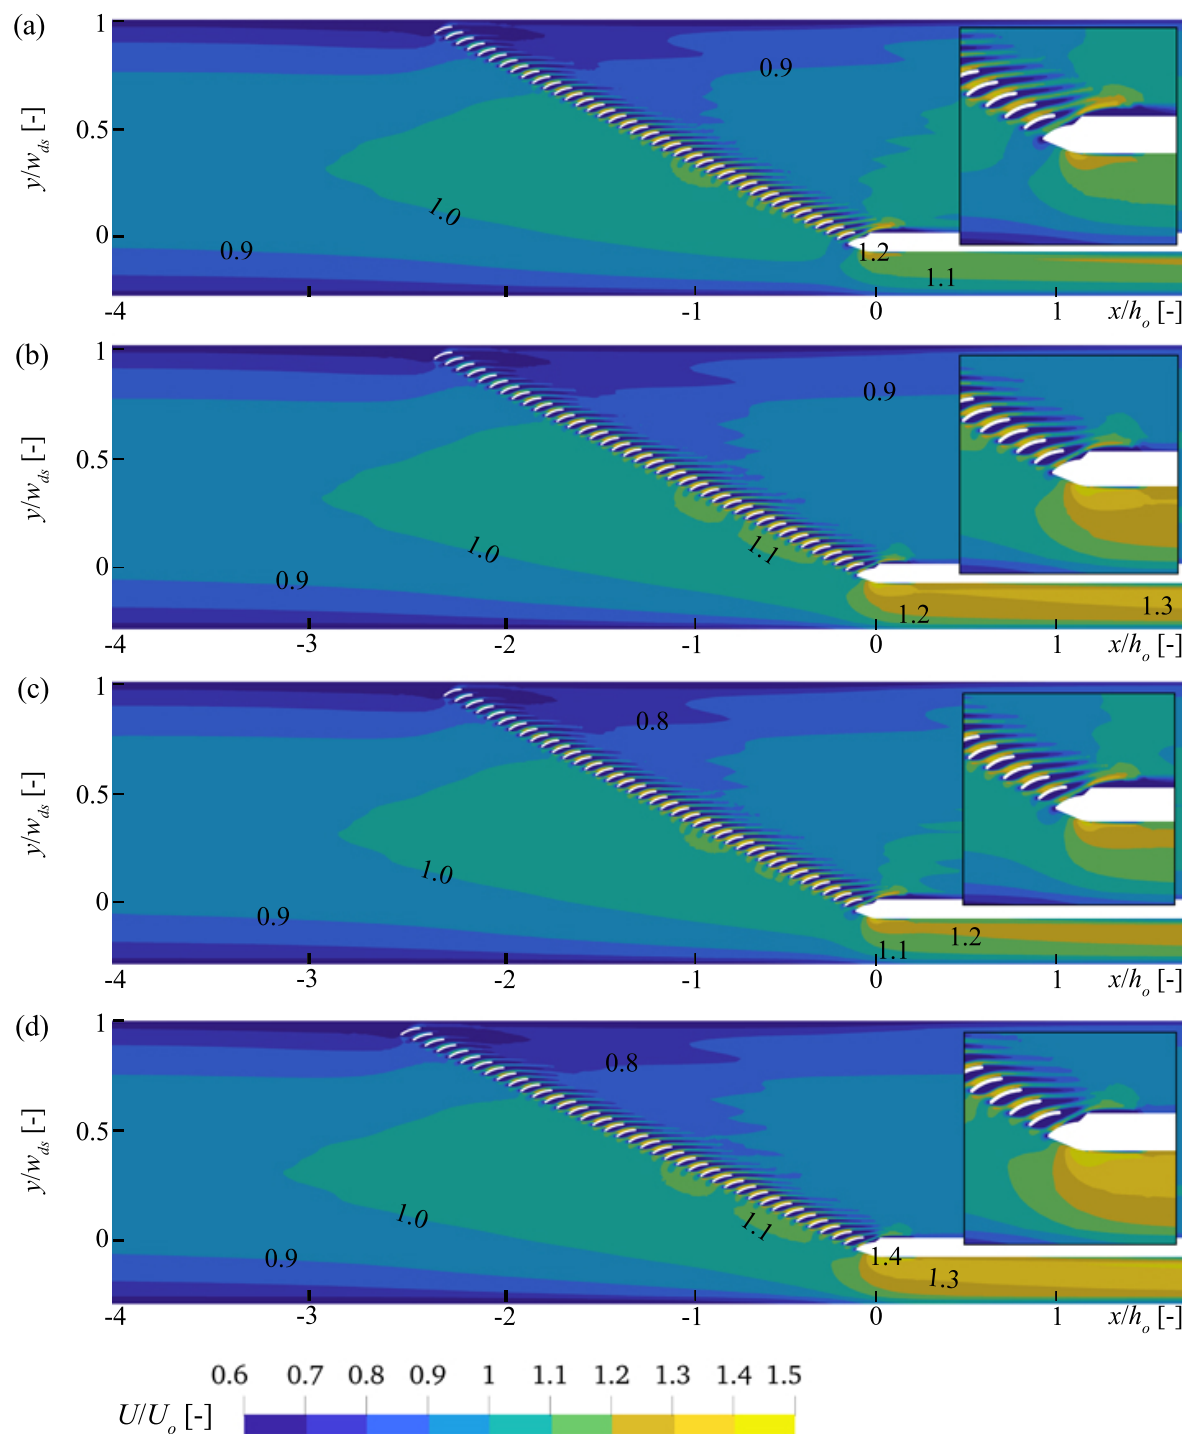 (a)
1
0.5
0
y/w_ds [-]
0.9
1.0
0.9
1.2
1.1
-4 -1 0 1 x/h_o [-]
(b)
1
0.5
0
y/w_ds [-]
0.9
1.0
1.1
0.9
1.2
1.3
-4 -3 -2 -1 0 1 x/h_o [-]
(c)
1
0.5
0
y/w_ds [-]
0.8
1.0
0.9
1.2
1.1
-4 -3 -2 -1 0 1 x/h_o [-]
(d)
1
0.5
0
y/w_ds [-]
0.8
1.0
1.1
0.9
1.4
1.3
-4 -3 -2 -1 0 1 x/h_o [-]
0.6 0.7 0.8 0.9 1 1.1 1.2 1.3 1.4 1.5
U/U_o [-]